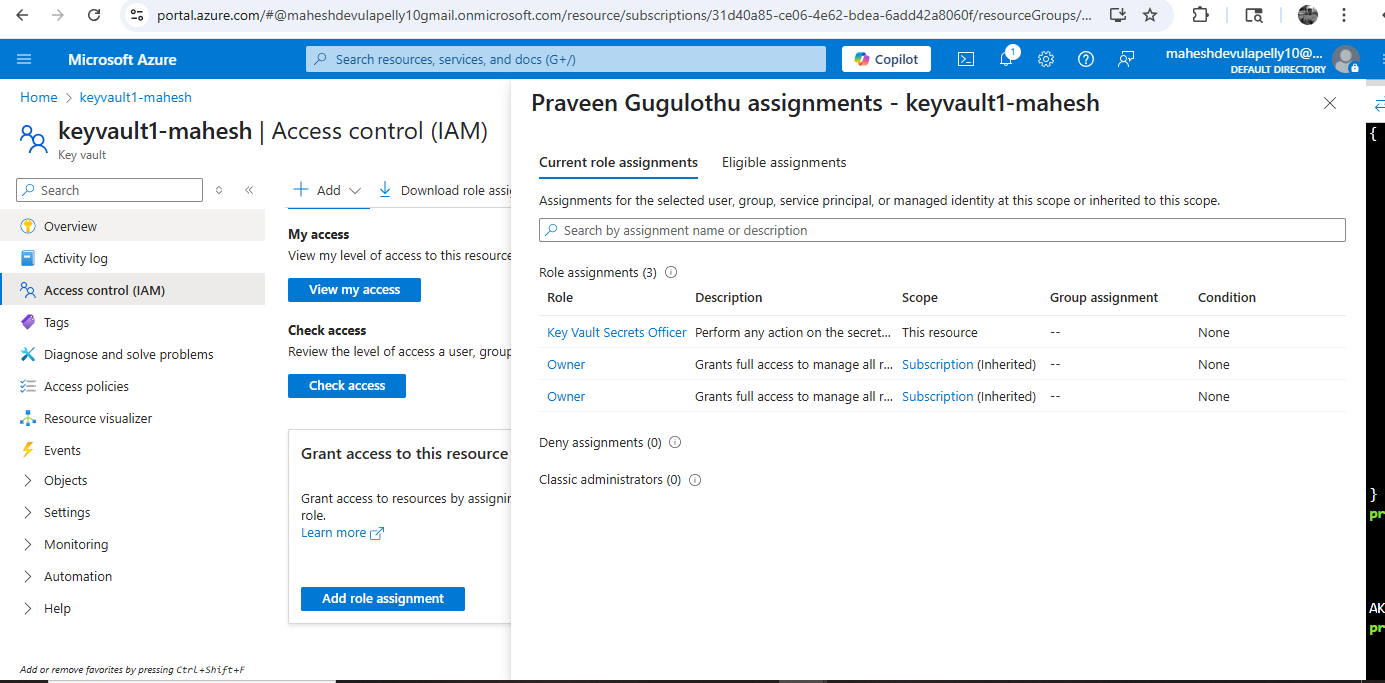 portal.azure.com/#@maheshdevulapelly10gmail.onmicrosoft.com/resource/subscriptions/31d40a85-ce06-4e62-bdea-6add42a8060f/resourceGroups/...
Microsoft Azure
Search resources, services, and docs (G+/)
Copilot
1
maheshdevulapelly10@...
DEFAULT DIRECTORY
Home > keyvault1-mahesh
keyvault1-mahesh | Access control (IAM)
Key vault
Search
Overview
Activity log
Access control (IAM)
Tags
Diagnose and solve problems
Access policies
Resource visualizer
Events
Objects
Settings
Monitoring
Automation
Help
Add or remove favorites by pressing Ctrl+Shift+F
Add
Download role assig
My access
View my level of access to this resource
View my access
Check access
Review the level of access a user, group
Check access
Grant access to this resource
Grant access to resources by assignin
role.
Learn more
Add role assignment
Praveen Gugulothu assignments - keyvault1-mahesh
Current role assignments Eligible assignments
Assignments for the selected user, group, service principal, or managed identity at this scope or inherited to this scope.
Search by assignment name or description
Role assignments (3)
Role Description Scope Group assignment Condition
Key Vault Secrets Officer Perform any action on the secret... This resource -- None
Owner Grants full access to manage all r... Subscription (Inherited) -- None
Owner Grants full access to manage all r... Subscription (Inherited) -- None
Deny assignments (0)
Classic administrators (0)
{
}
pr
AK
pr